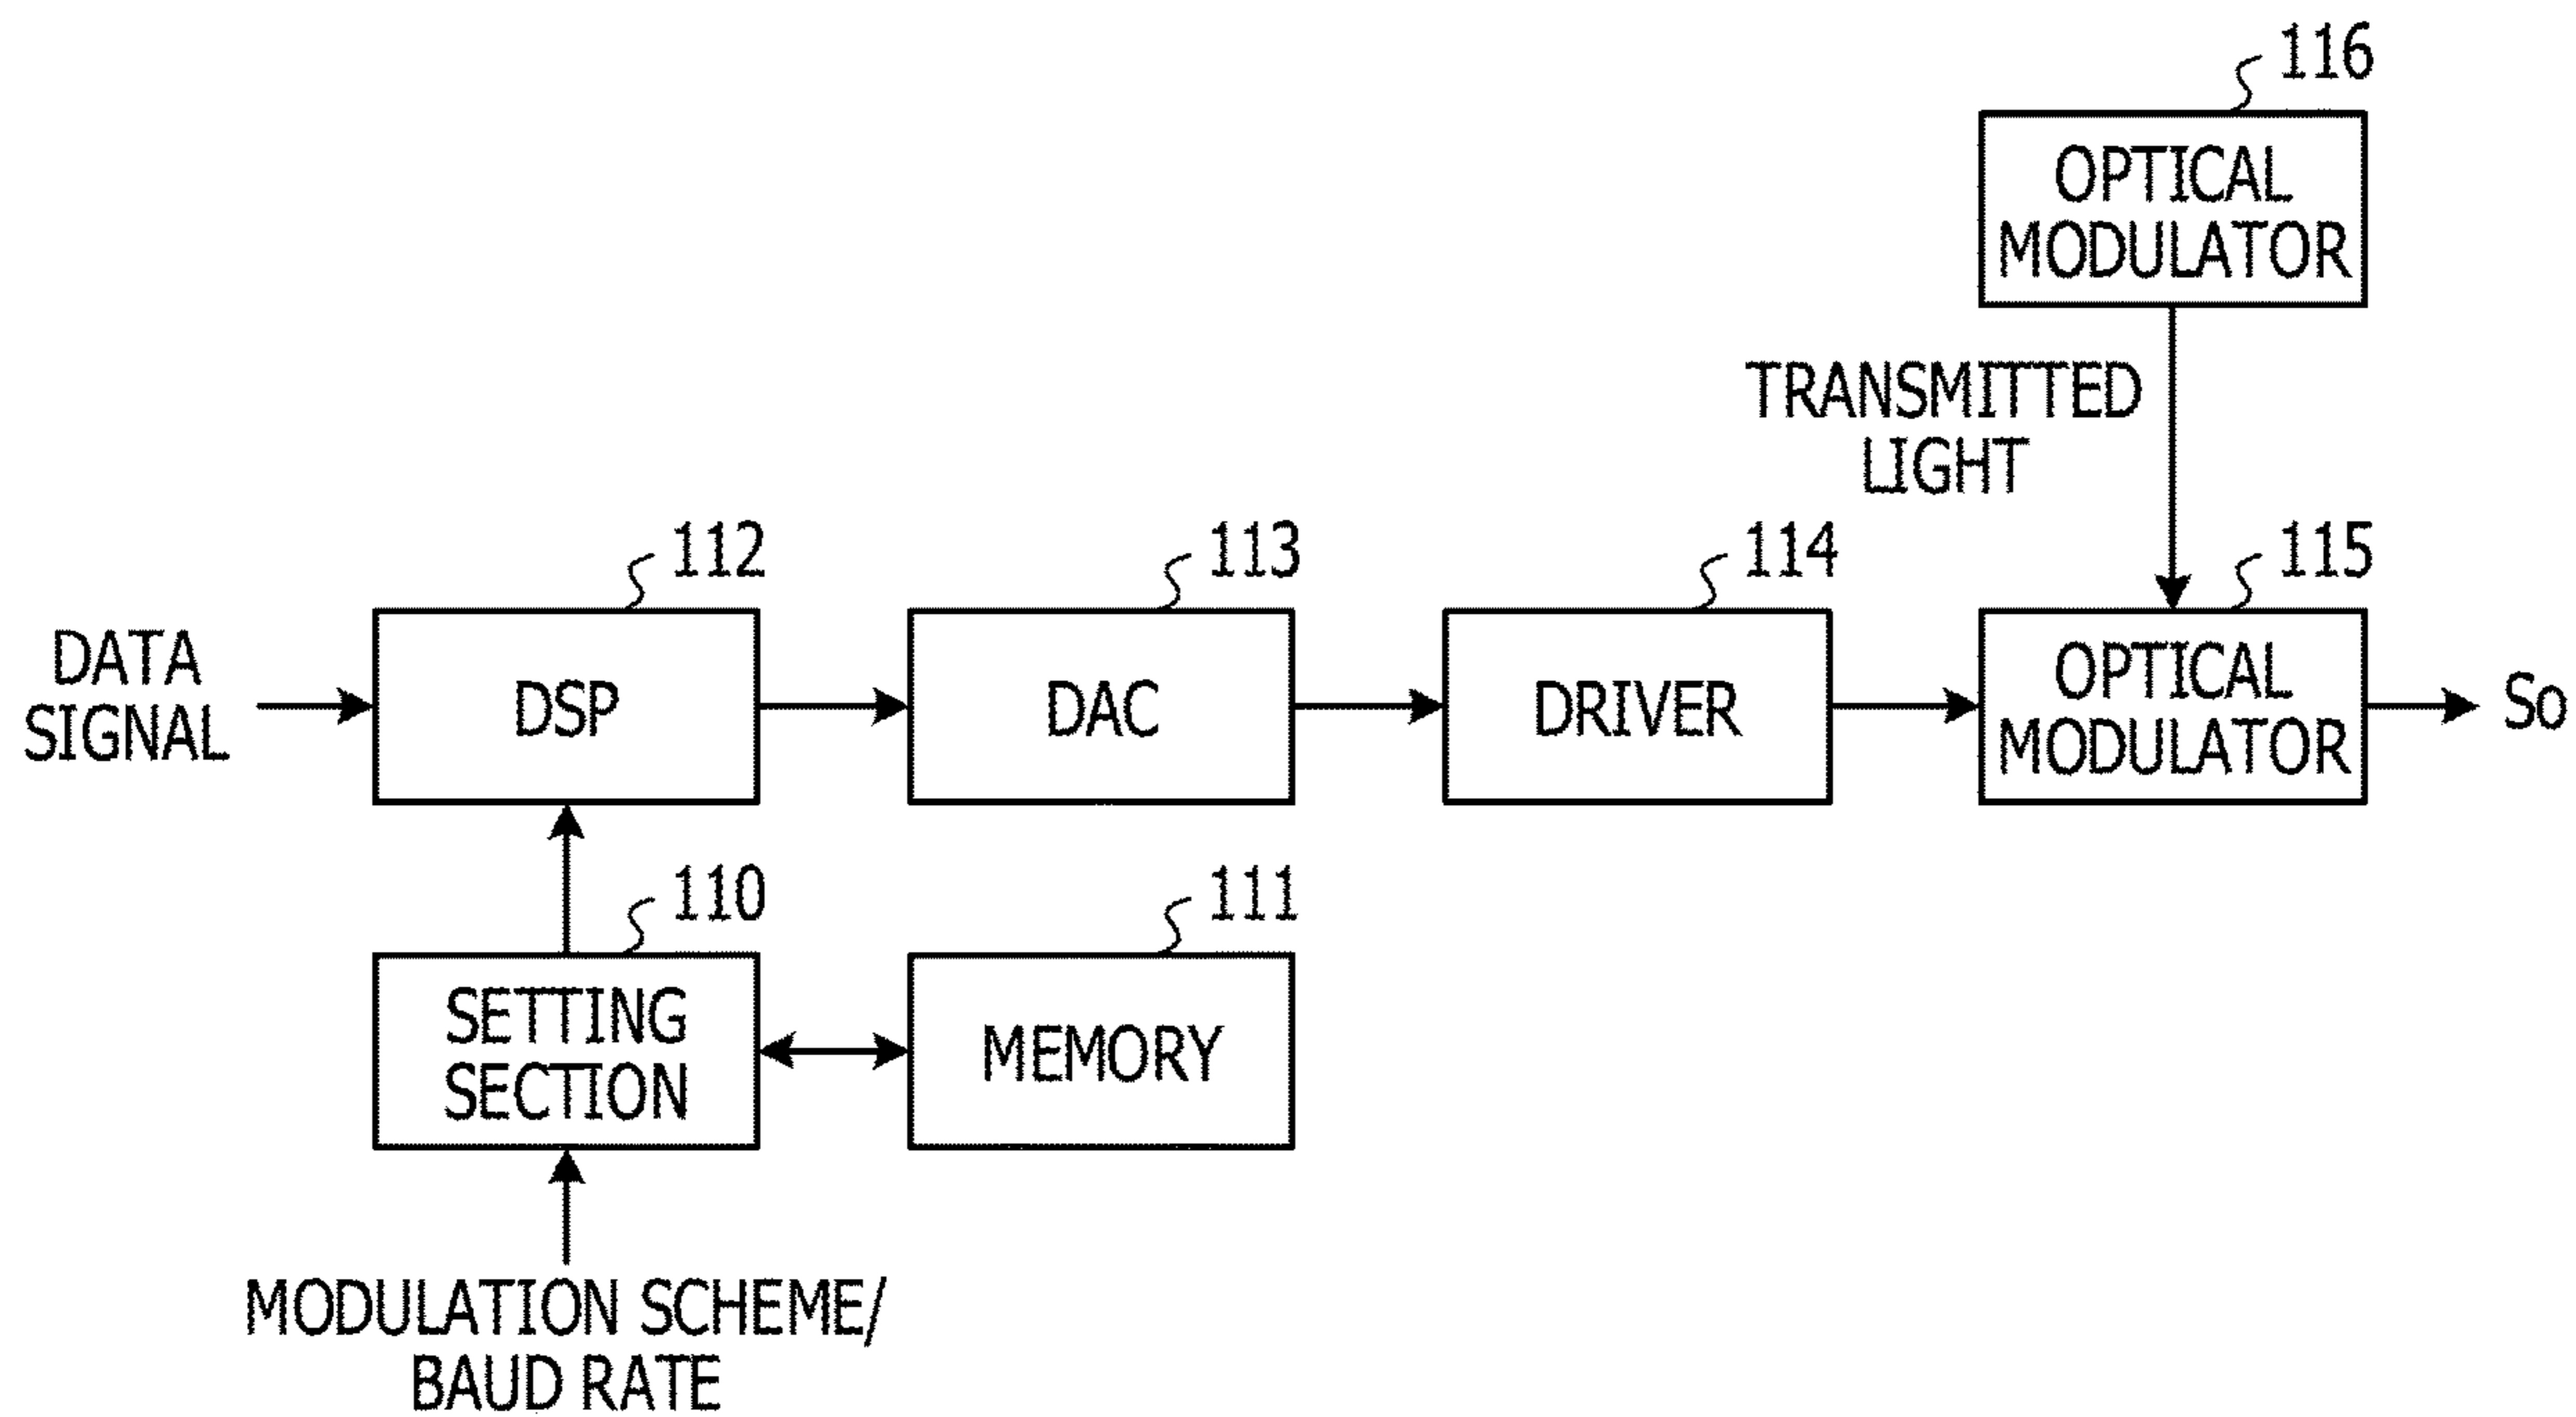 116
OPTICAL
MODULATOR
TRANSMITTED
LIGHT
112
113
114
115
DATA
SIGNAL
DSP
DAC
DRIVER
OPTICAL
MODULATOR
So
110
111
SETTING
SECTION
MEMORY
MODULATION SCHEME/
BAUD RATE